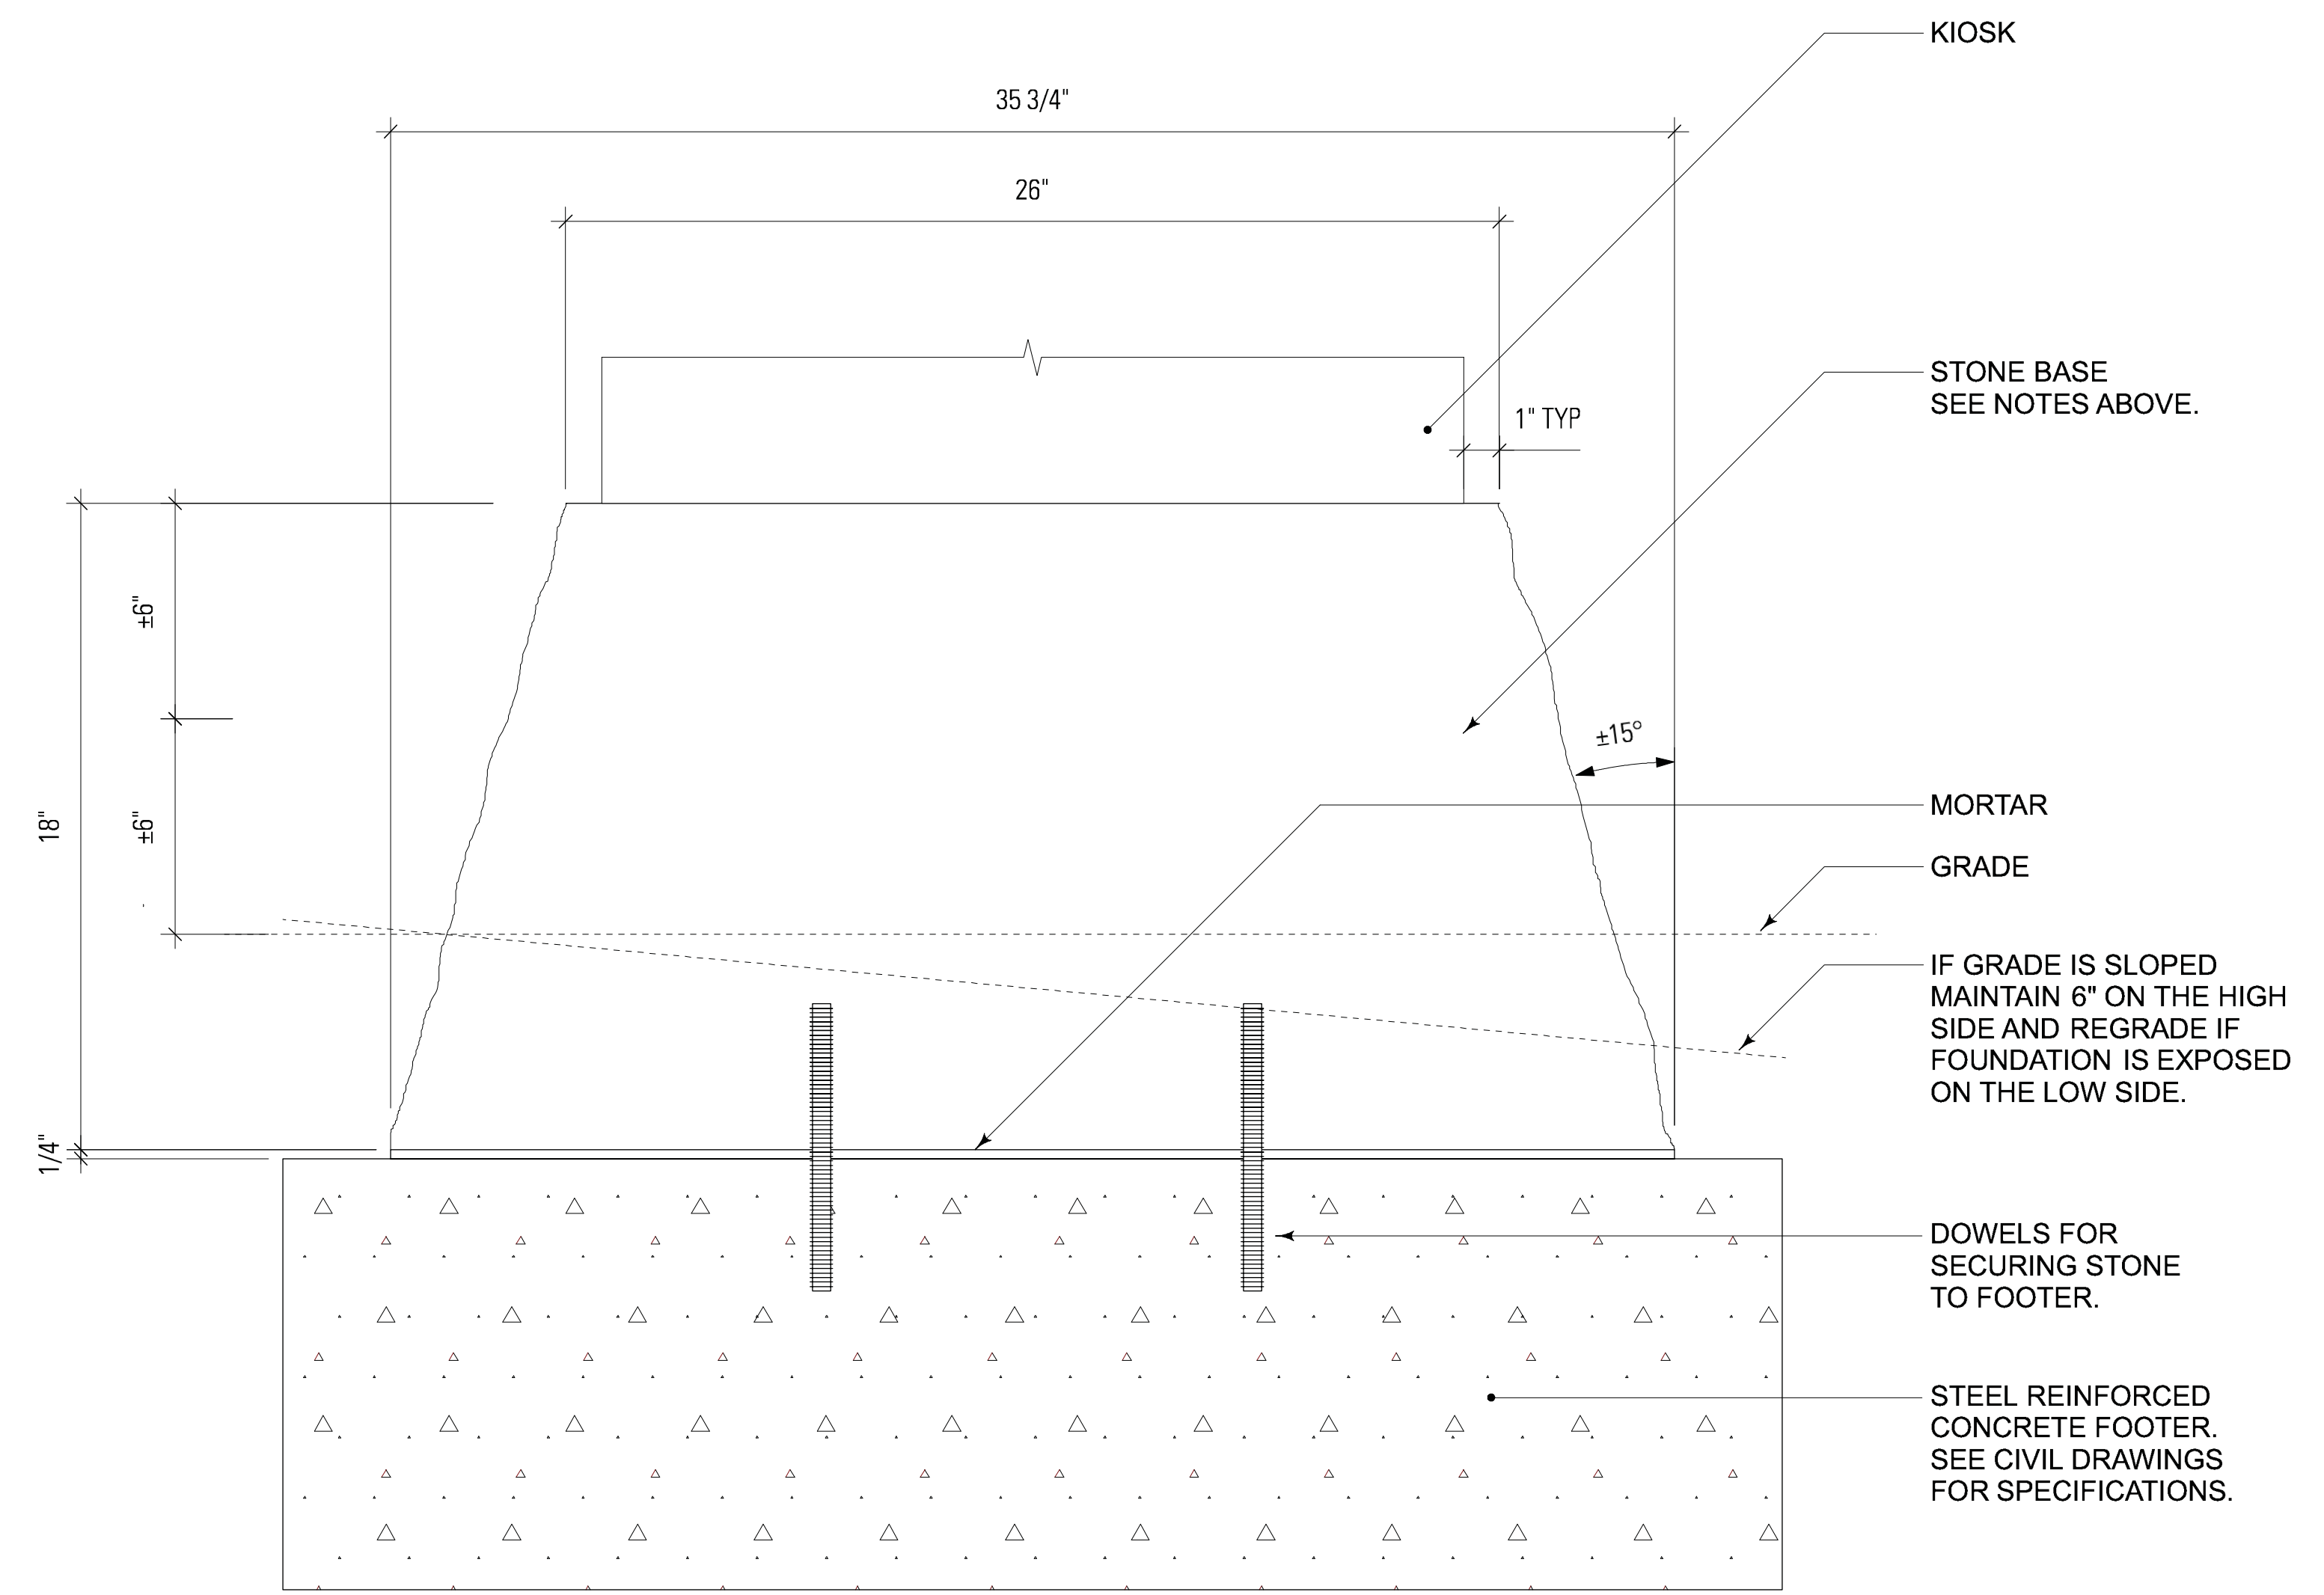 KIOSK
35 3/4"
26"
STONE BASE
SEE NOTES ABOVE.
1" TYP
±6"
±15°
MORTAR
18"
±6"
GRADE
IF GRADE IS SLOPED
MAINTAIN 6" ON THE HIGH
SIDE AND REGRADE IF
FOUNDATION IS EXPOSED
ON THE LOW SIDE.
1/4"
DOWELS FOR
SECURING STONE
TO FOOTER.
STEEL REINFORCED
CONCRETE FOOTER.
SEE CIVIL DRAWINGS
FOR SPECIFICATIONS.